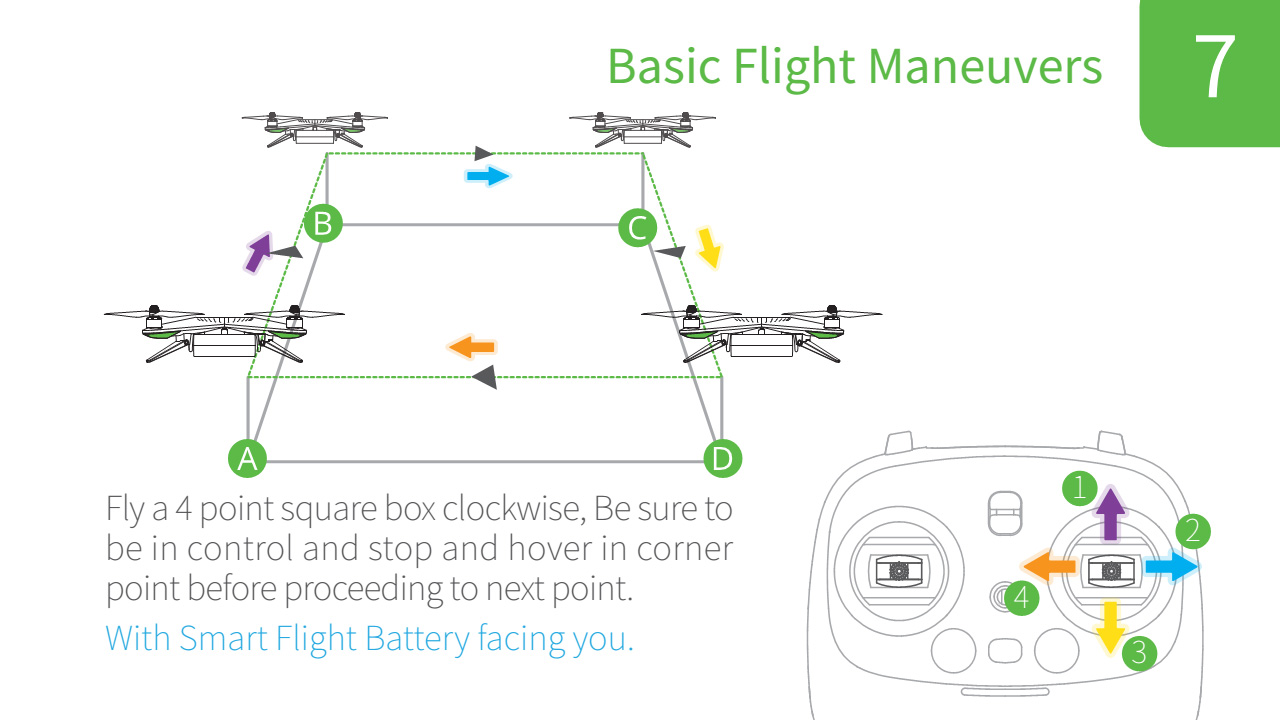 Basic Flight Maneuvers
7
B
C
A
D
Fly a 4 point square box clockwise, Be sure to
be in control and stop and hover in corner
point before proceeding to next point.
With Smart Flight Battery facing you.
1
2
4
3